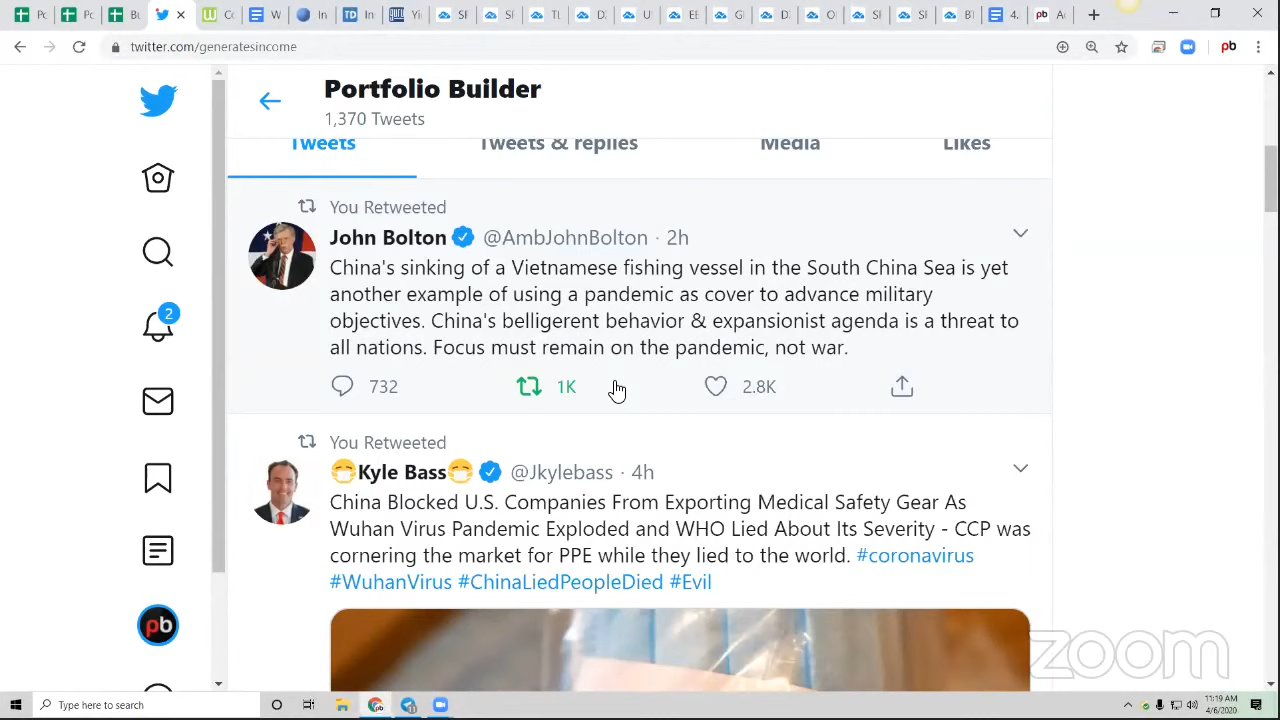 twitter.com/generatesincome
pb
Portfolio Builder
1,370 Tweets
Tweets
Tweets & replies
Media
Likes
You Retweeted
John Bolton @AmbJohnBolton · 2h
China's sinking of a Vietnamese fishing vessel in the South China Sea is yet
another example of using a pandemic as cover to advance military
objectives. China's belligerent behavior & expansionist agenda is a threat to
all nations. Focus must remain on the pandemic, not war.
732
1K
2.8K
2
You Retweeted
Kyle Bass @Jkylebass · 4h
China Blocked U.S. Companies From Exporting Medical Safety Gear As
Wuhan Virus Pandemic Exploded and WHO Lied About Its Severity - CCP was
cornering the market for PPE while they lied to the world. #coronavirus
#WuhanVirus #ChinaLiedPeopleDied #Evil
pb
zoom
Type here to search
11:19 AM
4/6/2020